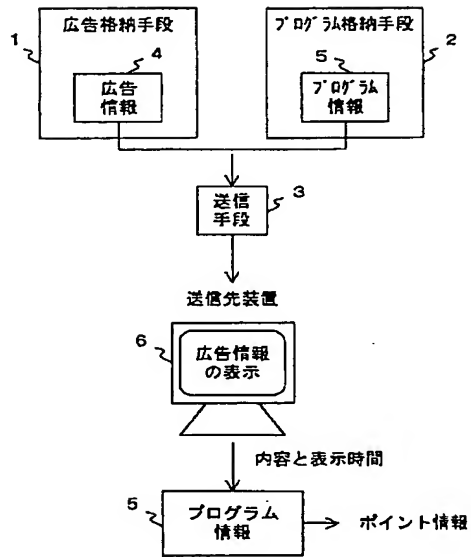 広告格納手段
プログラム格納手段
1
4
5
2
広告
情報
プログラム
情報
3
送信
手段
送信先装置
6
広告情報
の表示
内容と表示時間
5
プログラム
情報
ポイント情報